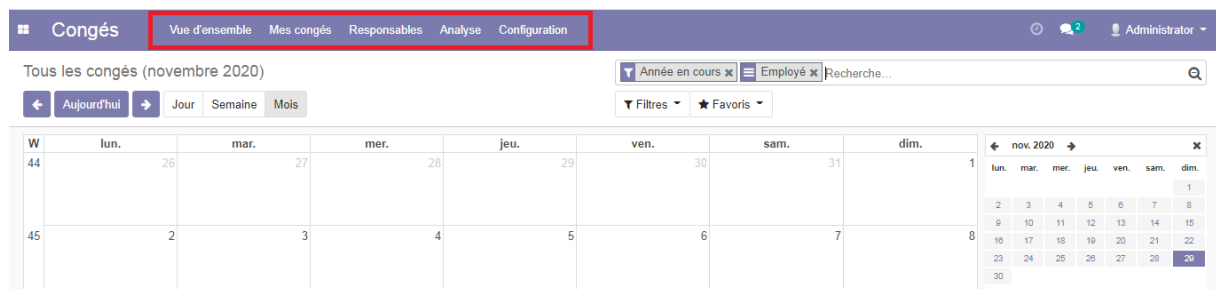 Congés Vue d'ensemble Mes congés Responsables Analyse Configuration 2 Administrator
Tous les congés (novembre 2020) Année en cours x Employé x Recherche...
Aujourd'hui Jour Semaine Mois Filtres Favoris
W lun. mar. mer. jeu. ven. sam. dim. nov. 2020
44 26 27 28 29 30 31 1
lun. mar. mer. jeu. ven. sam. dim.
1
2 3 4 5 6 7 8
9 10 11 12 13 14 15
45 2 3 4 5 6 7 8
16 17 18 19 20 21 22
23 24 25 26 27 28 29
30